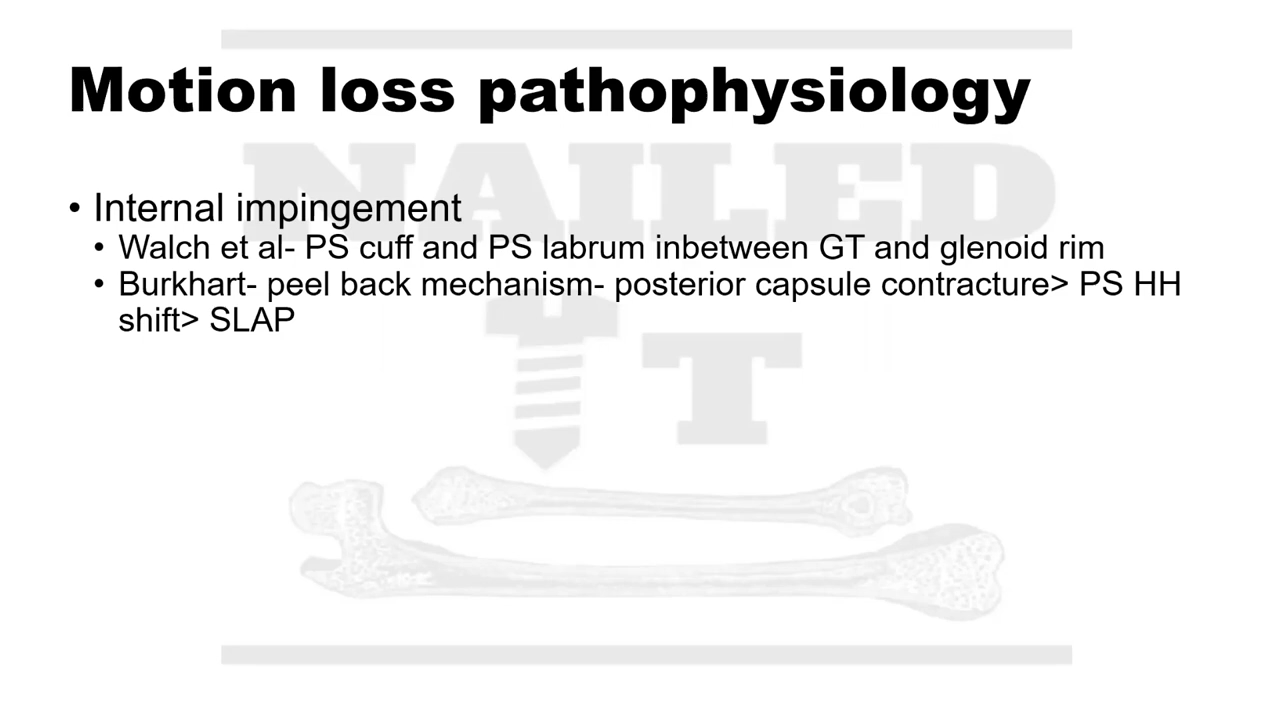 Motion loss pathophysiology
NAILED
IT
• Internal impingement
• Walch et al- PS cuff and PS labrum inbetween GT and glenoid rim
• Burkhart- peel back mechanism- posterior capsule contracture> PS HH
shift> SLAP